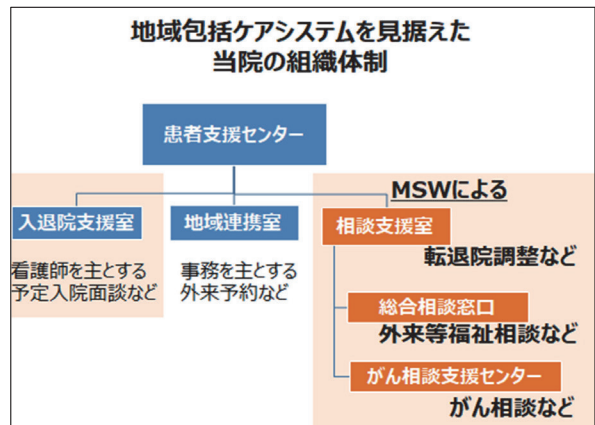 地域包括ケアシステムを見据えた
当院の組織体制
患者支援センター
入退院支援室
看護師を主とする
予定入院面談など
地域連携室
事務を主とする
外来予約など
MSWによる
相談支援室
転退院調整など
総合相談窓口
外来等福祉相談など
がん相談支援センター
がん相談など